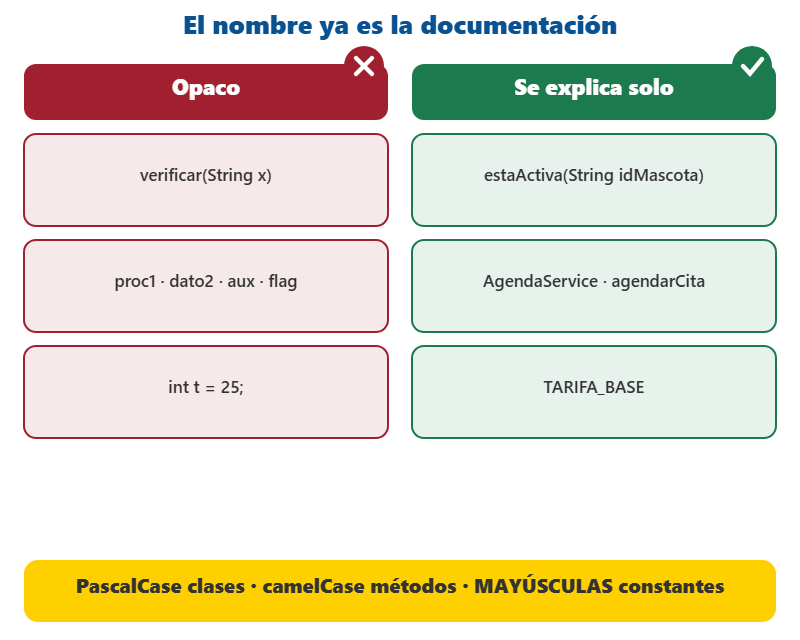 El nombre ya es la documentación
Opaco
Se explica solo
verificar(String x)
estaActiva(String idMascota)
proc1 · dato2 · aux · flag
AgendaService · agendarCita
int t = 25;
TARIFA_BASE
PascalCase clases · camelCase métodos · MAYÚSCULAS constantes